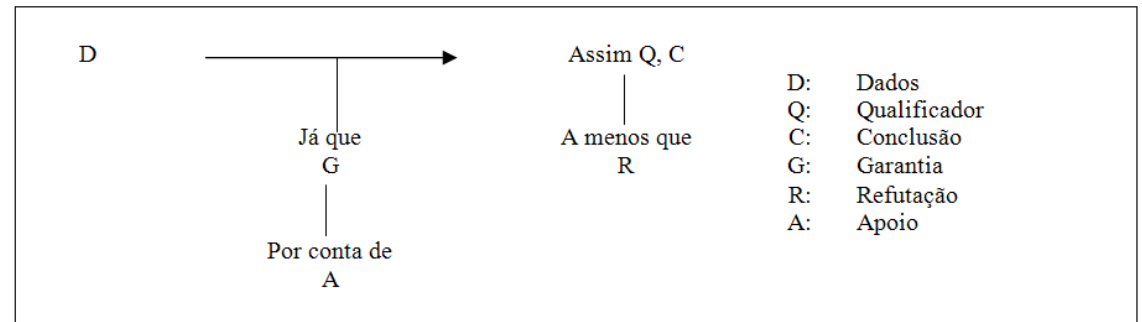 D
Assim Q, C
Já que
G
A menos que
R
Por conta de
A
D: Dados
Q: Qualificador
C: Conclusão
G: Garantia
R: Refutação
A: Apoio